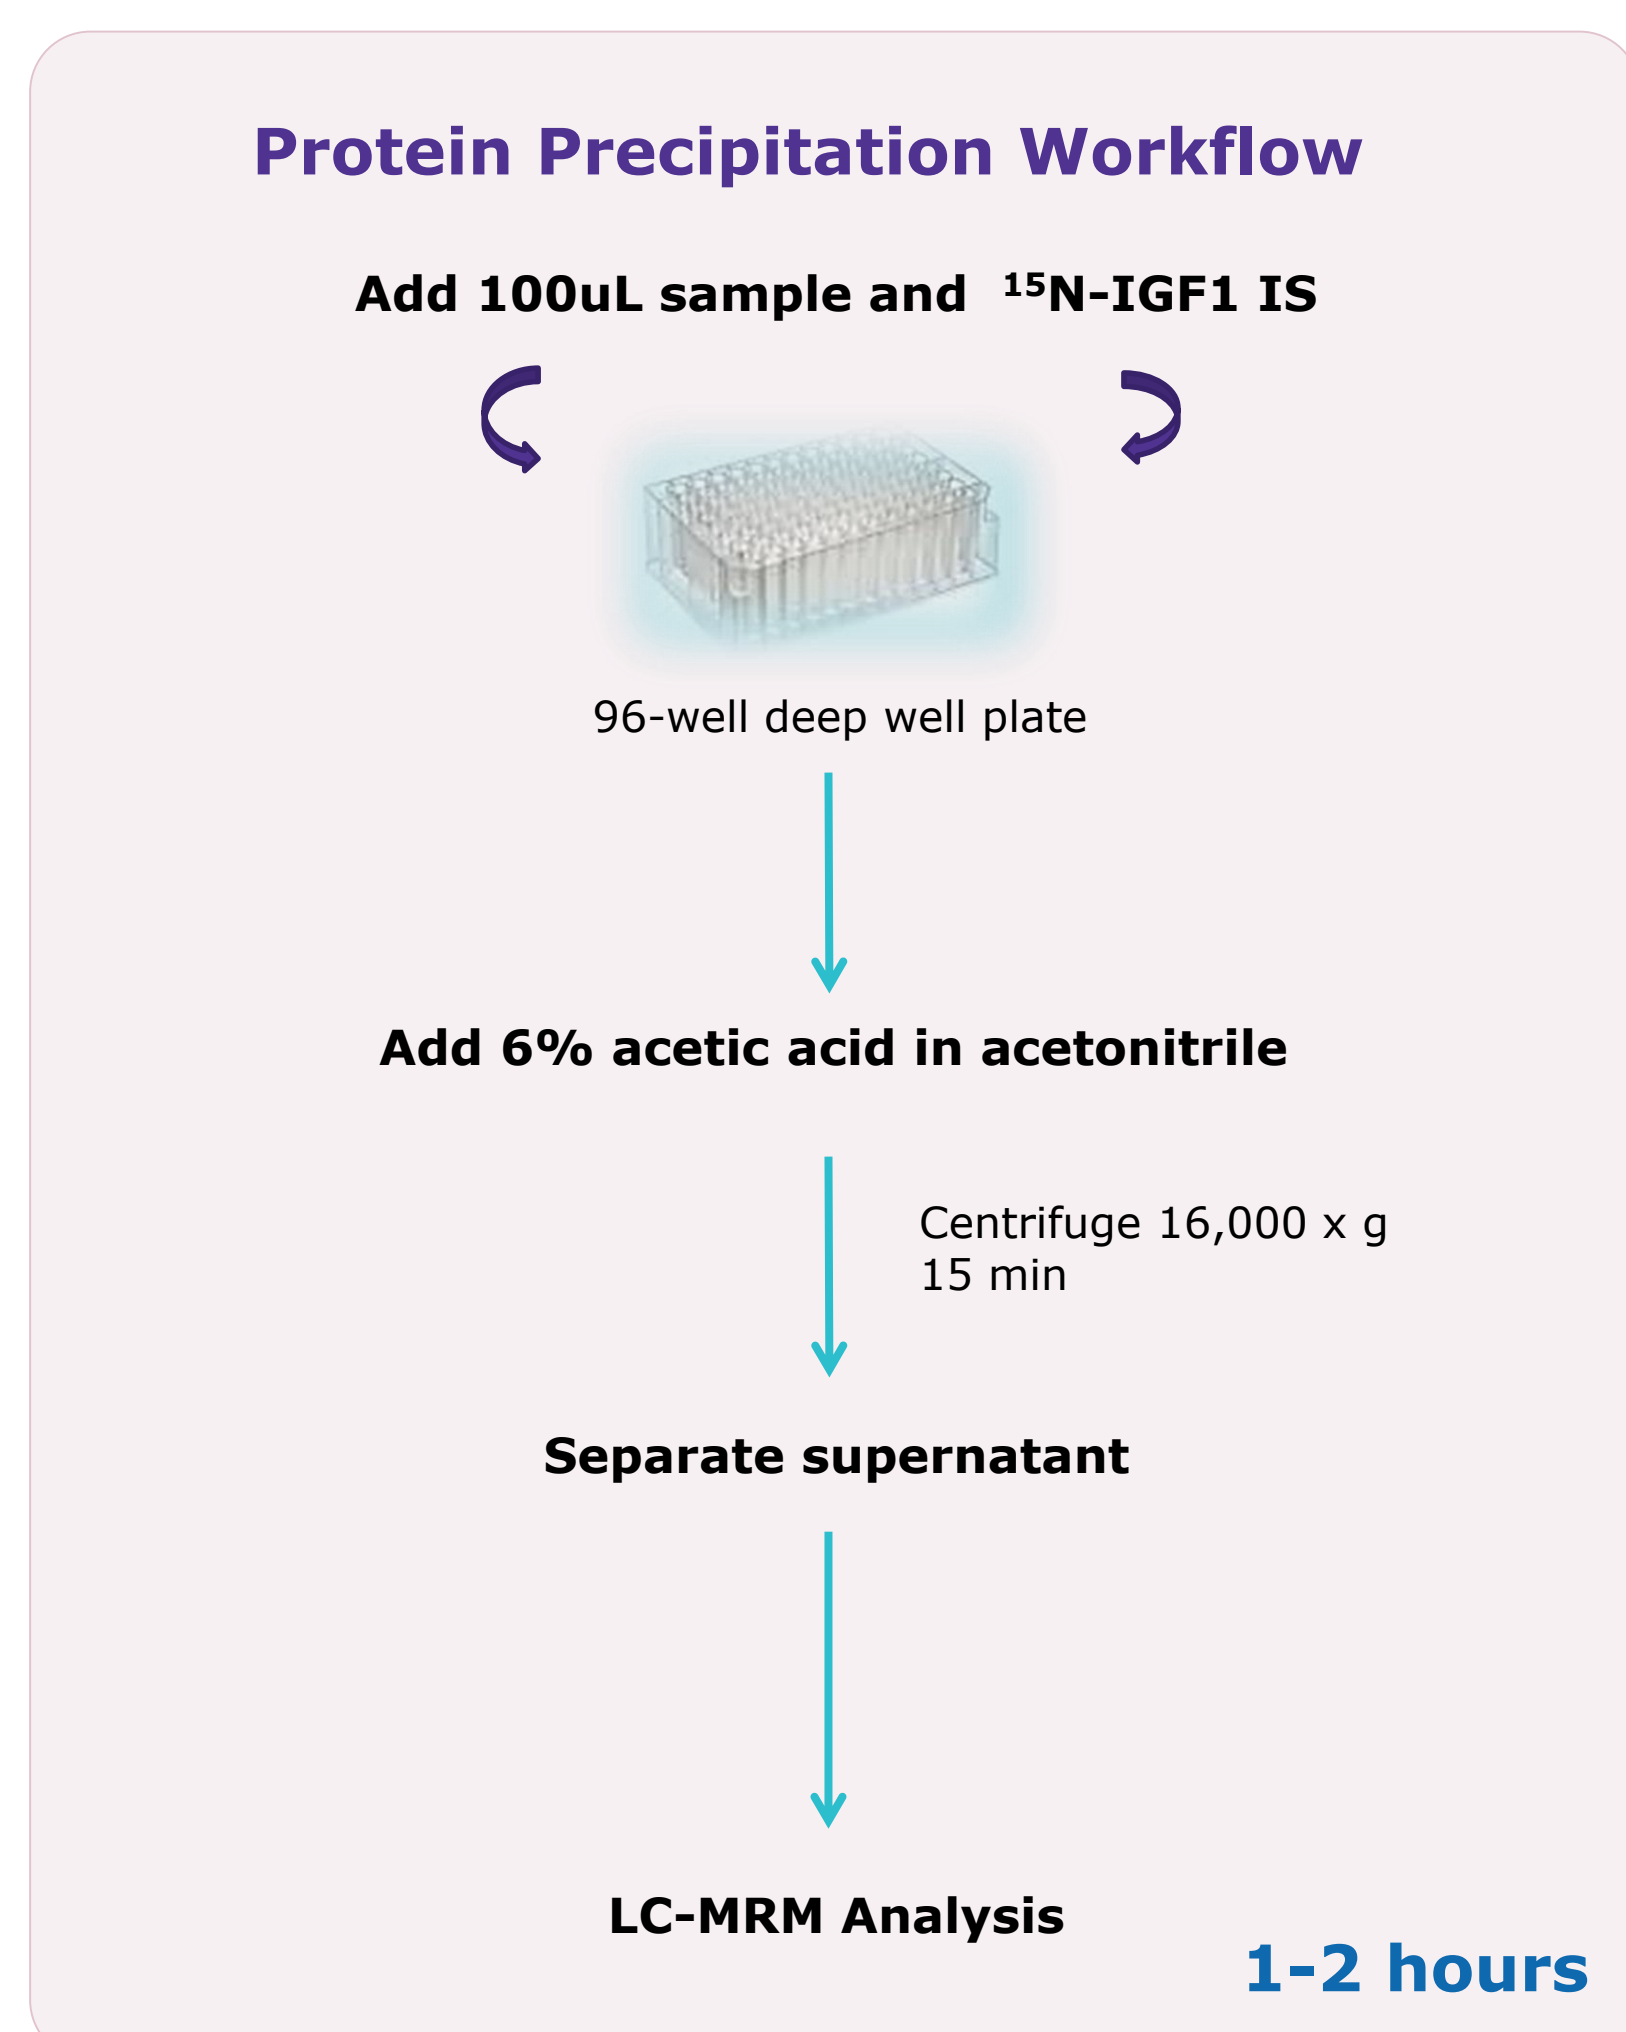 Protein Precipitation Workflow
Add 100uL sample and ¹⁵N-IGF1 IS
96-well deep well plate
Add 6% acetic acid in acetonitrile
Centrifuge 16,000 x g
15 min
Separate supernatant
LC-MRM Analysis
1-2 hours